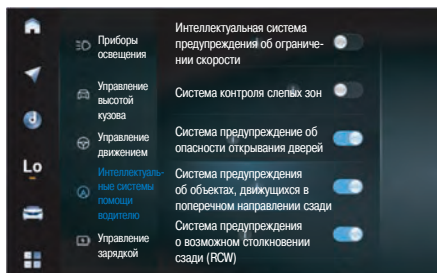 Приборы
освещения
Управление
высотой
кузова
Управление
движением
Интеллектуаль-
ные системы
помощи
водителю
Управление
зарядкой
Lo
Интеллектуальная система
предупреждения об ограниче-
нии скорости
Система контроля слепых зон
Система предупреждение об
опасности открывания дверей
Система предупреждения
об объектах, движущихся в
поперечном направлении сзади
Система предупреждения
о возможном столкновении
сзади (RCW)